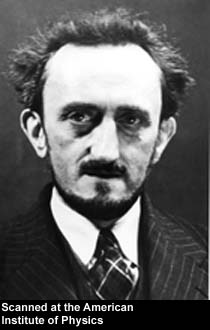 Scanned at the American
Institute of Physics